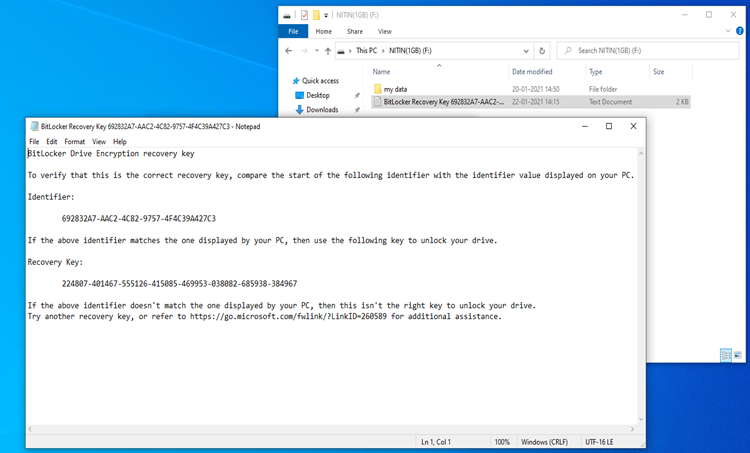 NITIN(1GB) (F:)
File Home Share View
This PC > NITIN(1GB) (F:)
Search NITIN(1GB) (F:)
Name Date modified Type Size
Quick access
Desktop
Downloads
my data 20-01-2021 14:50 File folder
BitLocker Recovery Key 692832A7-AAC2-... 22-01-2021 14:15 Text Document 2 KB
BitLocker Recovery Key 692832A7-AAC2-4C82-9757-4F4C39A427C3 - Notepad
File Edit Format View Help
BitLocker Drive Encryption recovery key
To verify that this is the correct recovery key, compare the start of the following identifier with the identifier value displayed on your PC.
Identifier:
692832A7-AAC2-4C82-9757-4F4C39A427C3
If the above identifier matches the one displayed by your PC, then use the following key to unlock your drive.
Recovery Key:
224807-401467-555126-415085-469953-038082-685938-384967
If the above identifier doesn't match the one displayed by your PC, then this isn't the right key to unlock your drive.
Try another recovery key, or refer to https://go.microsoft.com/fwlink/?LinkID=260589 for additional assistance.
Ln 1, Col 1 100% Windows (CRLF) UTF-16 LE